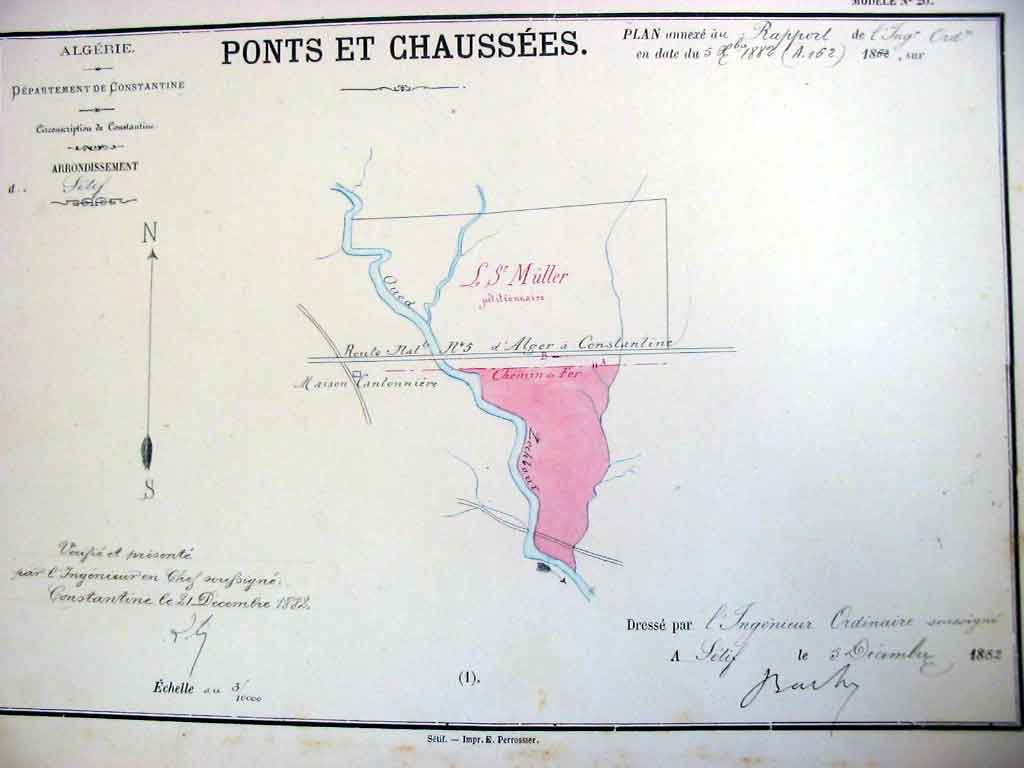 MODÈLE N° 20.
ALGÉRIE.
DÉPARTEMENT DE CONSTANTINE
Circonscription de Constantine
ARRONDISSEMENT
d . Sétif
PONTS ET CHAUSSÉES.
PLAN annexé au Rapport de l'Ingr Ordre
en date du 5 Xbre 1882 (A.162) 188 , sur
N
S
Le Sr Müller
pétitionnaire
Oued
Route Natle N°5 d'Alger à Constantine
B
A
Chemin de Fer
Maison Cantonnière
Vérifié et présenté
par l'Ingénieur en Chef soussigné.
Constantine le 21 Décembre 1882.
Échelle au 3/10000
(1).
Dressé par l'Ingénieur Ordinaire soussigné
A Sétif le 5 Décembre 1882
Sétif. — Impr. E. Perrossier.